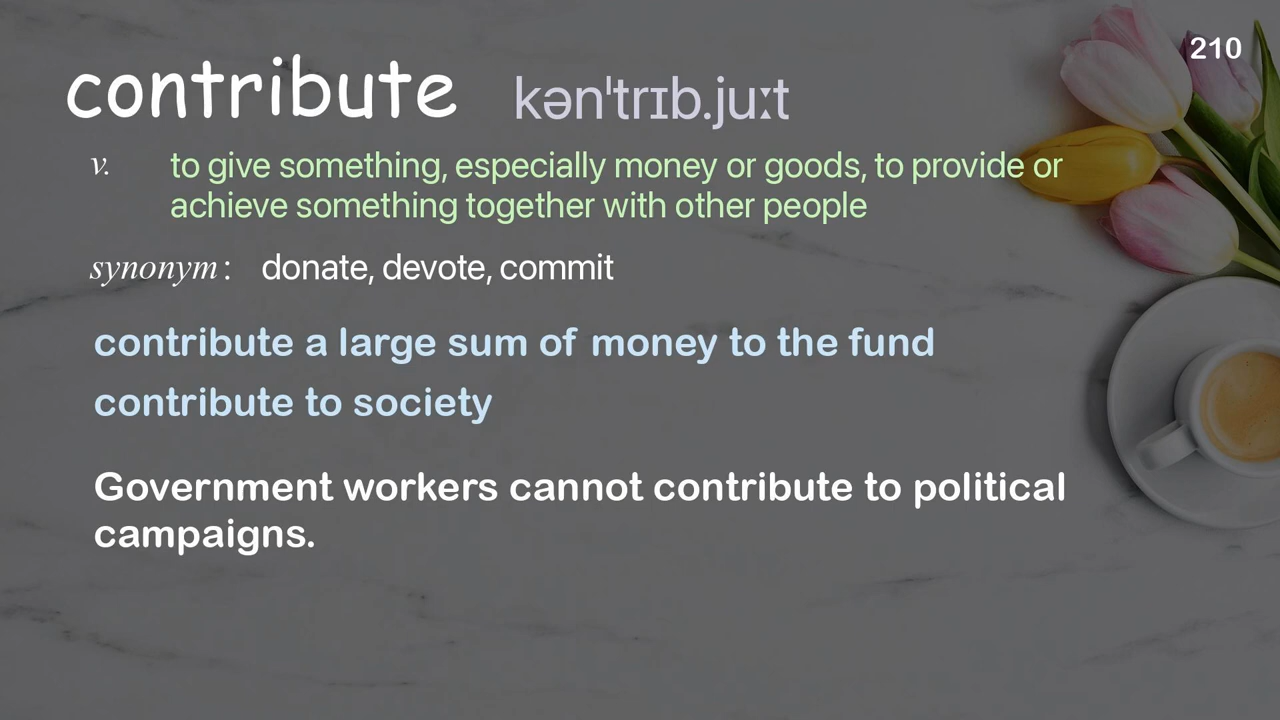 210
contribute kənˈtrɪb.juːt
v. to give something, especially money or goods, to provide or
achieve something together with other people
synonym: donate, devote, commit
contribute a large sum of money to the fund
contribute to society
Government workers cannot contribute to political
campaigns.